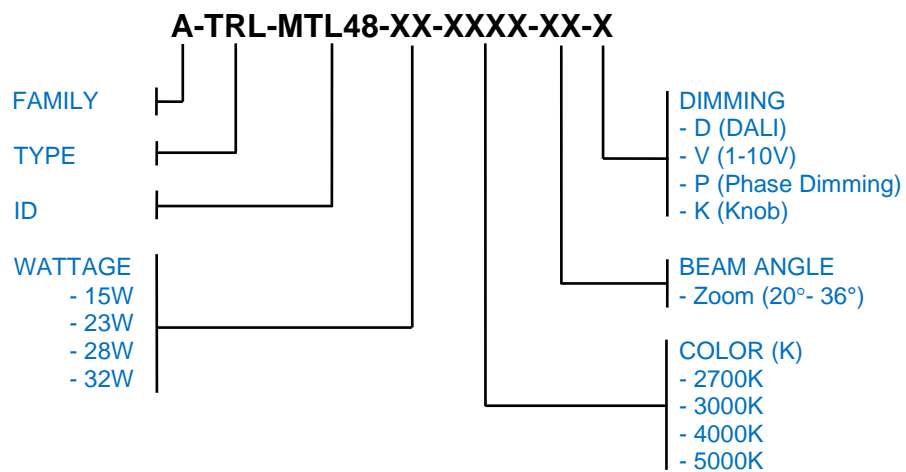 A-TRL-MTL48-XX-XXXX-XX-X
FAMILY
TYPE
ID
WATTAGE
- 15W
- 23W
- 28W
- 32W
DIMMING
- D (DALI)
- V (1-10V)
- P (Phase Dimming)
- K (Knob)
BEAM ANGLE
- Zoom (20°- 36°)
COLOR (K)
- 2700K
- 3000K
- 4000K
- 5000K